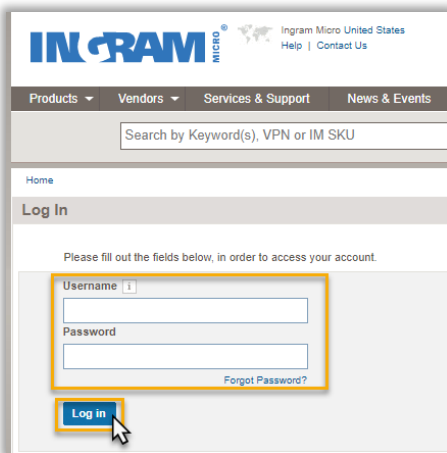 INGRAM MICRO ®
Ingram Micro United States
Help | Contact Us
Products Vendors Services & Support News & Events
Search by Keyword(s), VPN or IM SKU
Home
Log In
Please fill out the fields below, in order to access your account.
Username i
Password
Forgot Password?
Log in